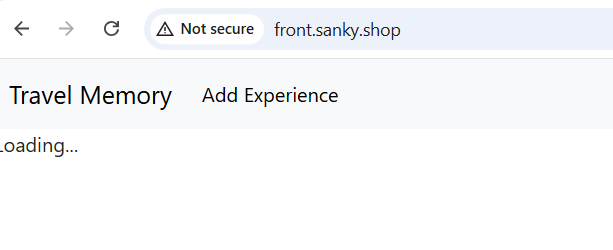 Not secure front.sanky.shop
Travel Memory Add Experience
Loading...